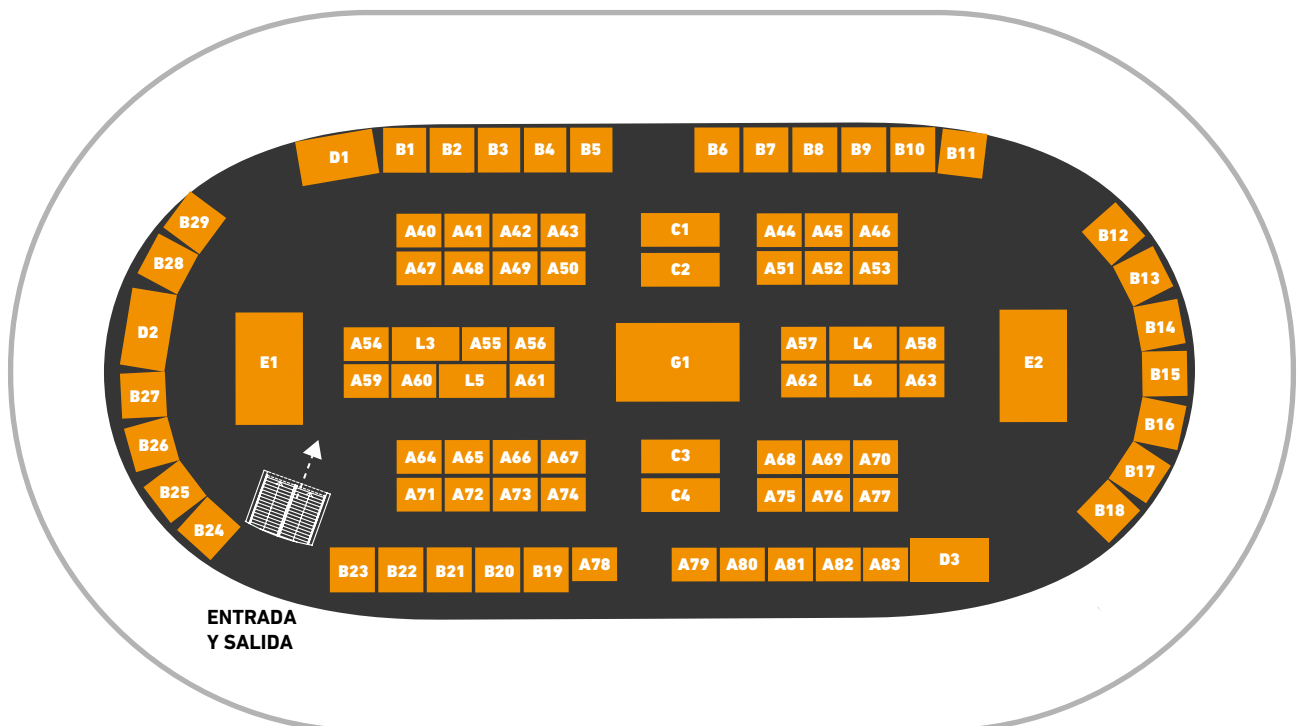 D1 B1 B2 B3 B4 B5 B6 B7 B8 B9 B10 B11
B29 A40 A41 A42 A43 C1 A44 A45 A46 B12
B28 A47 A48 A49 A50 C2 A51 A52 A53 B13
D2 E1 A54 L3 A55 A56 G1 A57 L4 A58 E2 B14
B27 A59 A60 L5 A61 A62 L6 A63 B15
B26 A64 A65 A66 A67 C3 A68 A69 A70 B16
B25 A71 A72 A73 A74 C4 A75 A76 A77 B17
B24 B18
B23 B22 B21 B20 B19 A78 A79 A80 A81 A82 A83 D3
ENTRADA
Y SALIDA